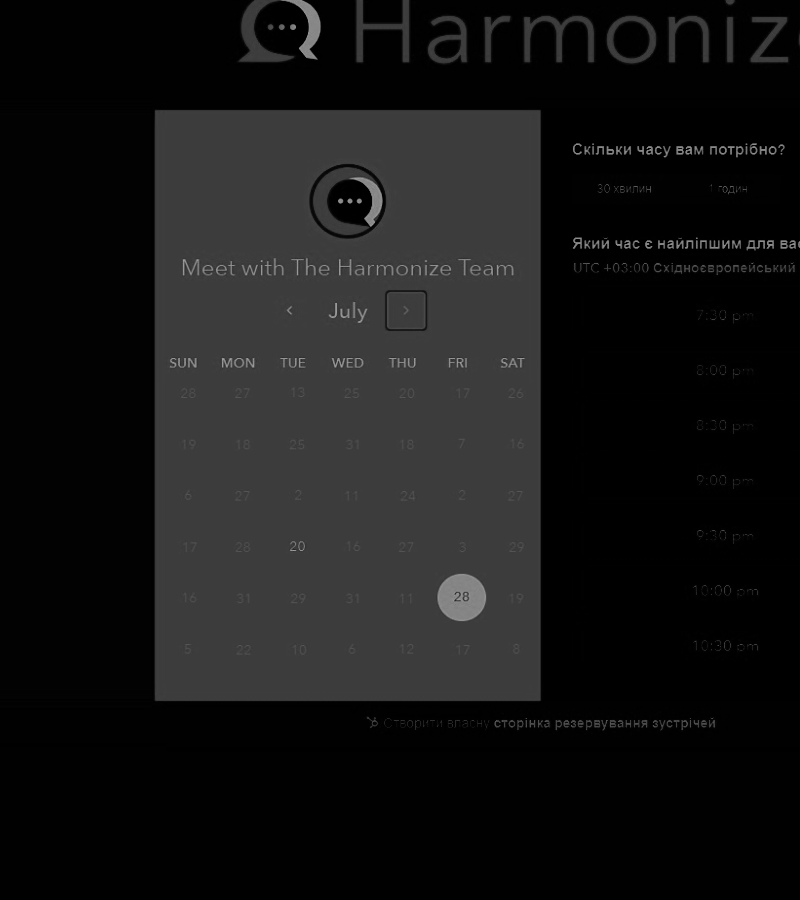 Harmonize
Скільки часу вам потрібно?
30 хвилин 1 годин
Meet with The Harmonize Team
Який час є найліпшим для вас
UTC +03:00 Східноєвропейський
July
7:30 pm
SUN MON TUE WED THU FRI SAT
8:00 pm
28 27 13 25 20 17 26
8:30 pm
19 18 25 31 18 7 16
9:00 pm
6 27 2 11 24 2 27
9:30 pm
17 28 20 16 27 3 29
10:00 pm
16 31 29 31 11 28 19
10:30 pm
5 22 10 6 12 17 8
Створити власну сторінка резервування зустрічей